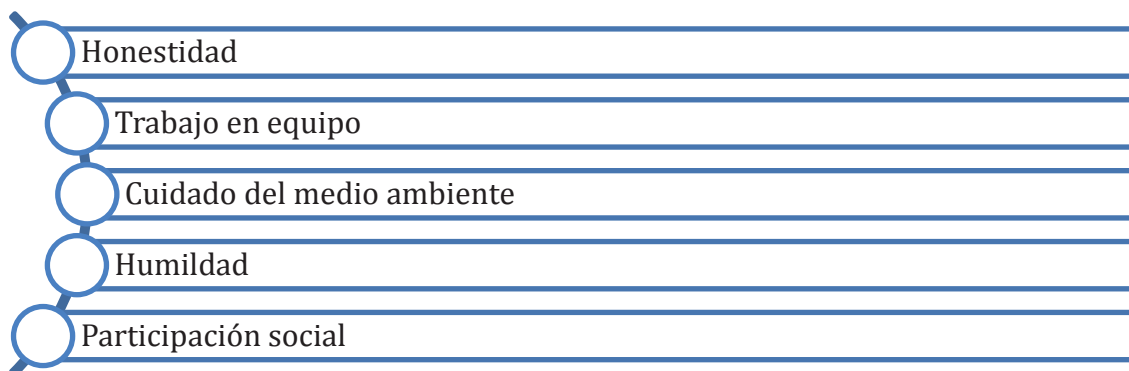 Honestidad
Trabajo en equipo
Cuidado del medio ambiente
Humildad
Participación social